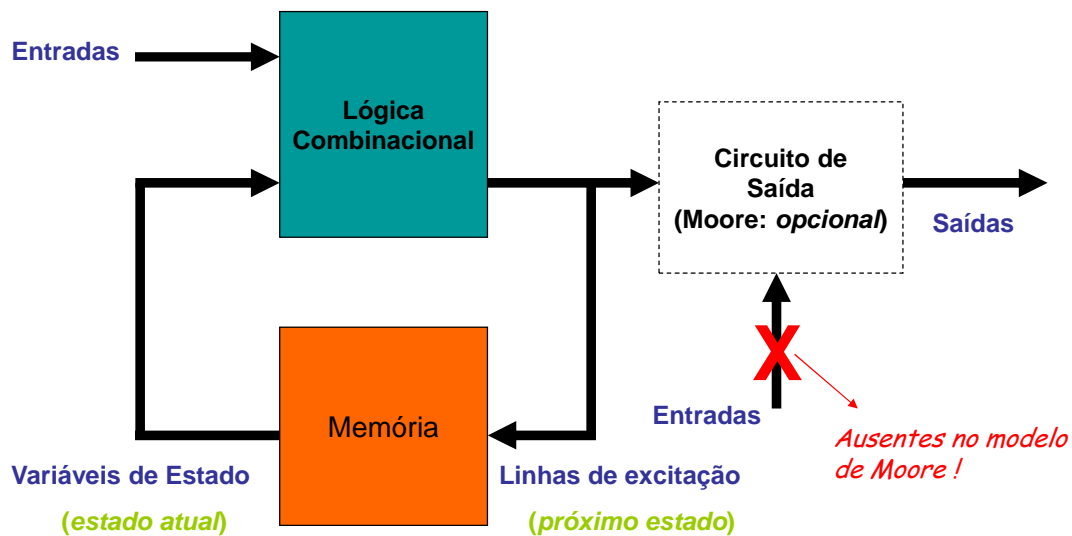 Entradas
Lógica
Combinacional
Circuito de
Saída
(Moore: opcional)
Saídas
Entradas
X
Memória
Ausentes no modelo
de Moore !
Variáveis de Estado
(estado atual)
Linhas de excitação
(próximo estado)